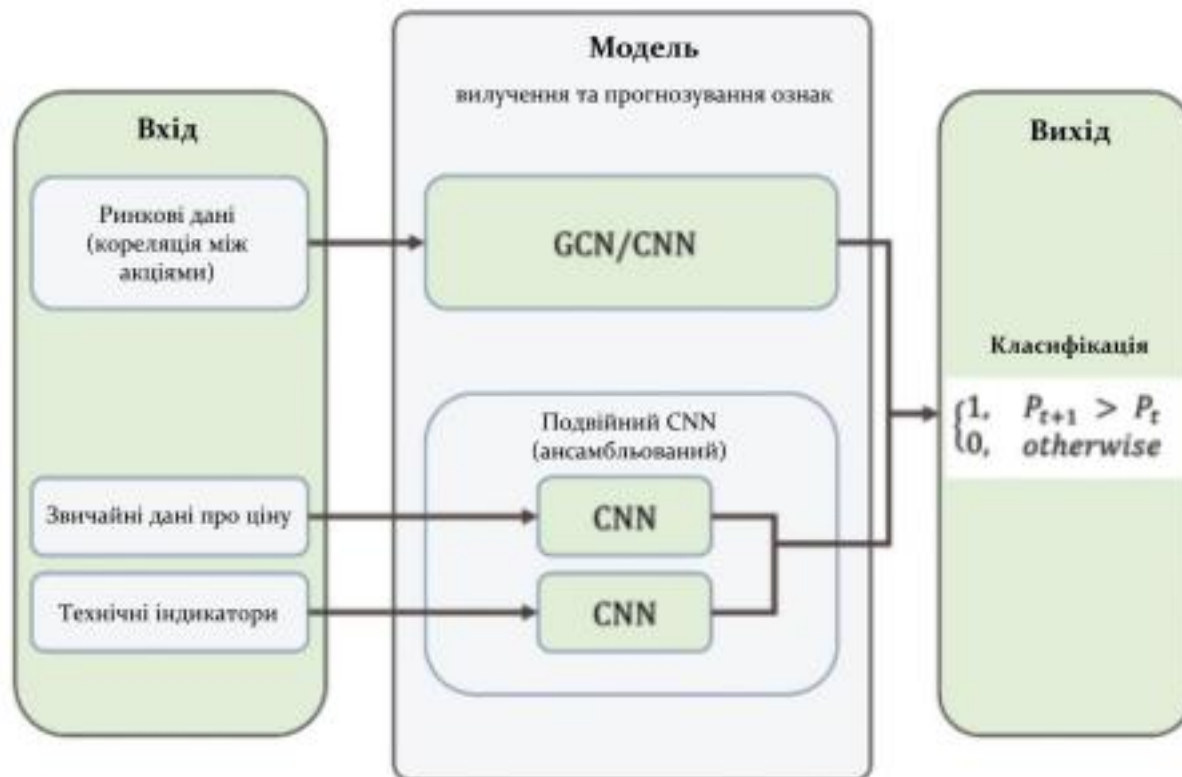 Вхід
Ринкові дані
(кореляція між
акціями)
Звичайні дані про ціну
Технічні індикатори
Модель
вилучення та прогнозування ознак
GCN/CNN
Подвійний CNN
(ансамбльований)
CNN
CNN
Вихід
Класифікація
{1, P_{t+1} > P_t
0, otherwise